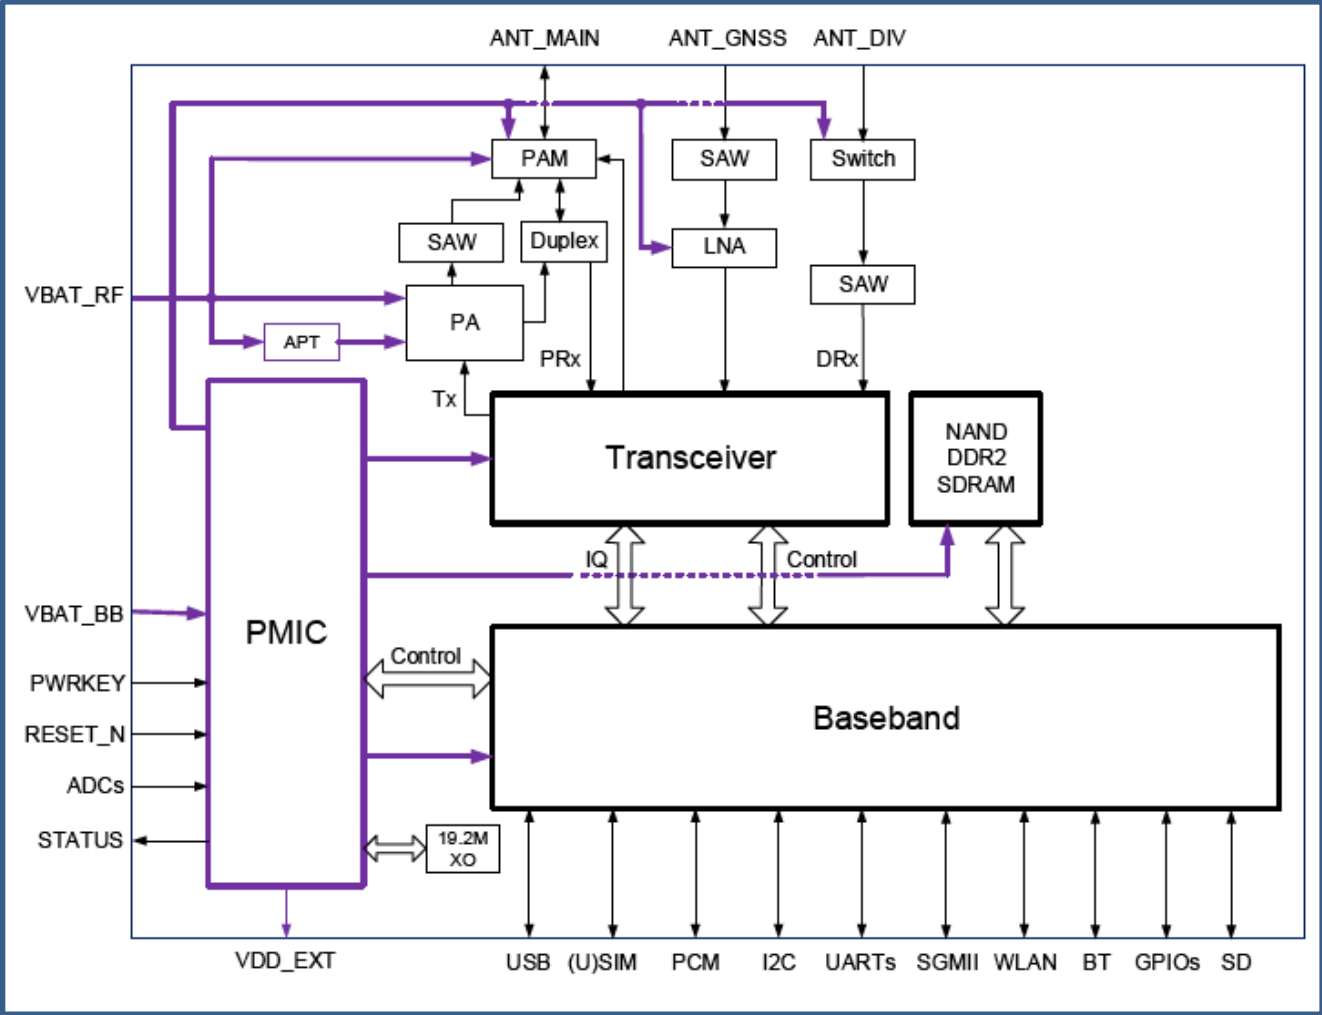 ANT_MAIN
ANT_GNSS
ANT_DIV
PAM
SAW
Switch
SAW
Duplex
LNA
SAW
VBAT_RF
PA
APT
PRx
DRx
Tx
Transceiver
NAND
DDR2
SDRAM
IQ
Control
VBAT_BB
PMIC
Control
PWRKEY
Baseband
RESET_N
ADCs
STATUS
19.2M
XO
VDD_EXT
USB
(U)SIM
PCM
I2C
UARTs
SGMII
WLAN
BT
GPIOs
SD